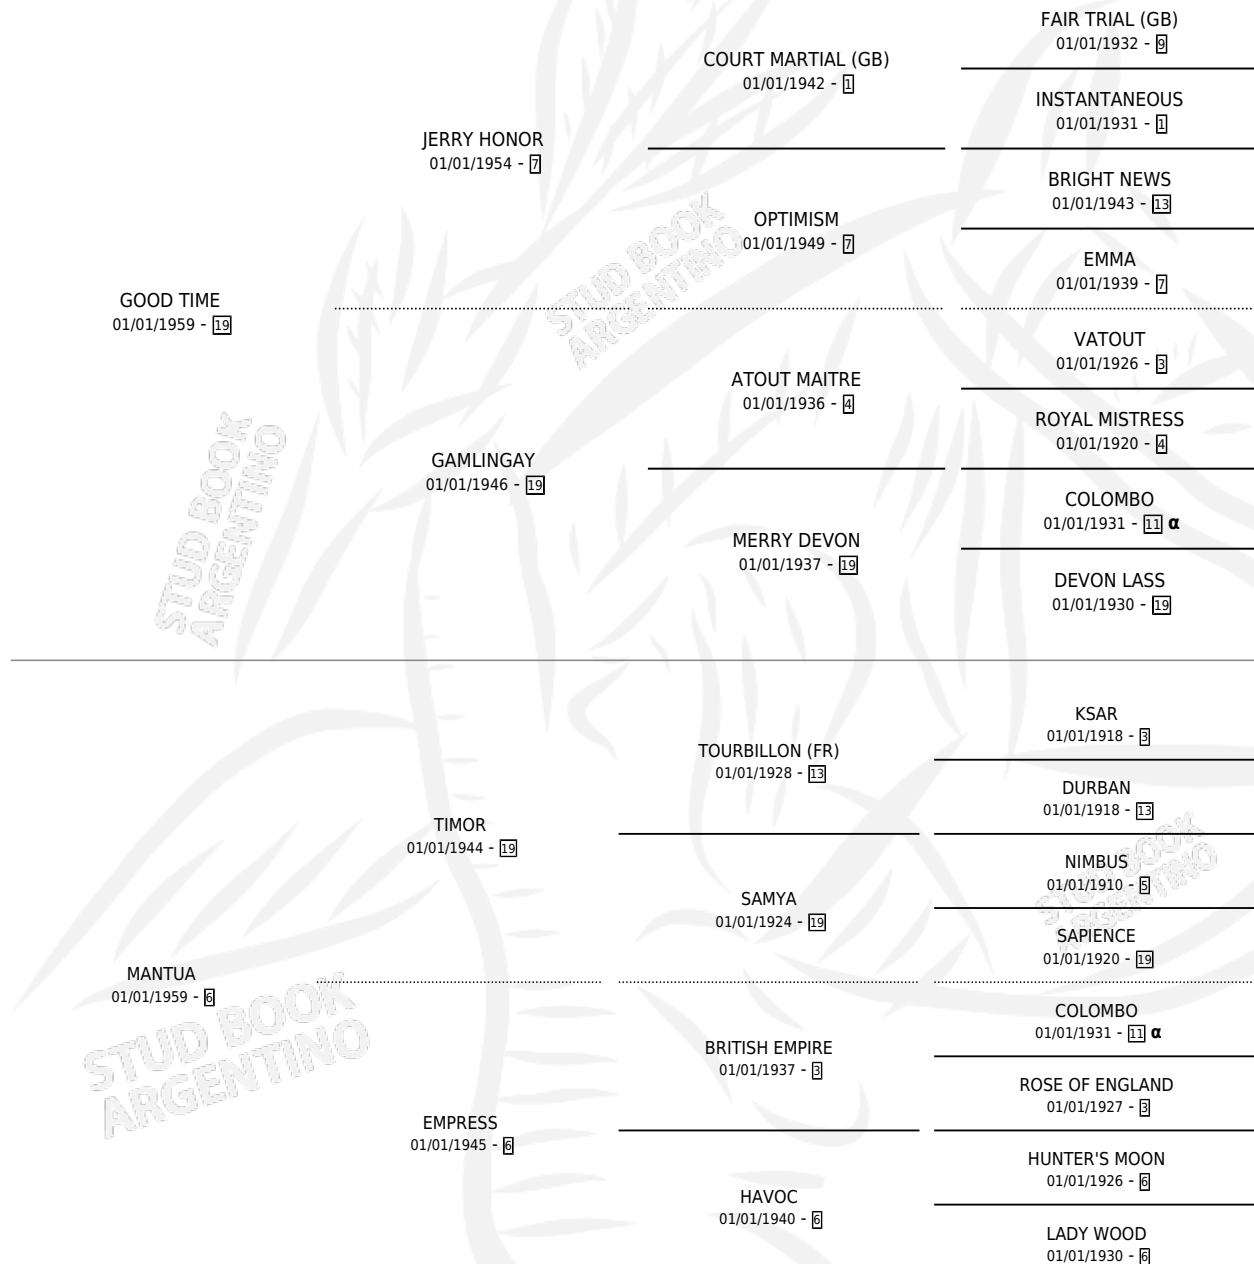 FAIR TRIAL (GB)
01/01/1932 - 9
COURT MARTIAL (GB)
01/01/1942 - 1
INSTANTANEOUS
01/01/1931 - 1
JERRY HONOR
01/01/1954 - 7
BRIGHT NEWS
01/01/1943 - 13
OPTIMISM
01/01/1949 - 7
EMMA
01/01/1939 - 7
GOOD TIME
01/01/1959 - 19
VATOUT
01/01/1926 - 3
ATOUT MAITRE
01/01/1936 - 4
ROYAL MISTRESS
01/01/1920 - 4
GAMLINGAY
01/01/1946 - 19
COLOMBO
01/01/1931 - 11 α
MERRY DEVON
01/01/1937 - 19
DEVON LASS
01/01/1930 - 19
KSAR
01/01/1918 - 3
TOURBILLON (FR)
01/01/1928 - 13
DURBAN
01/01/1918 - 13
TIMOR
01/01/1944 - 19
NIMBUS
01/01/1910 - 5
SAMYA
01/01/1924 - 19
SAPIENCE
01/01/1920 - 19
MANTUA
01/01/1959 - 6
COLOMBO
01/01/1931 - 11 α
BRITISH EMPIRE
01/01/1937 - 3
ROSE OF ENGLAND
01/01/1927 - 3
EMPRESS
01/01/1945 - 6
HUNTER'S MOON
01/01/1926 - 6
HAVOC
01/01/1940 - 6
LADY WOOD
01/01/1930 - 6
STUD BOOK
ARGENTINO
STUD BOOK
ARGENTINO
STUD BOOK
ARGENTINO
STUD BOOK
ARGENTINO